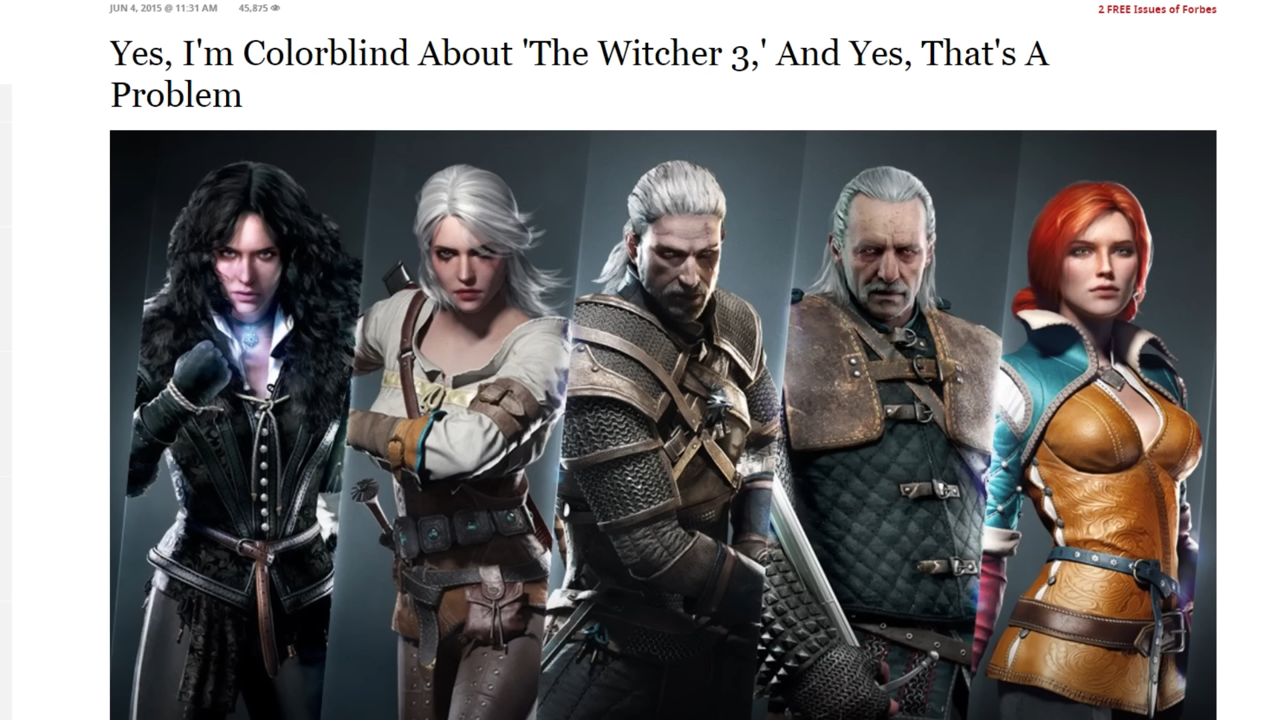 JUN 4, 2015 @ 11:31 AM 45,875
2 FREE Issues of Forbes
Yes, I'm Colorblind About 'The Witcher 3,' And Yes, That's A
Problem